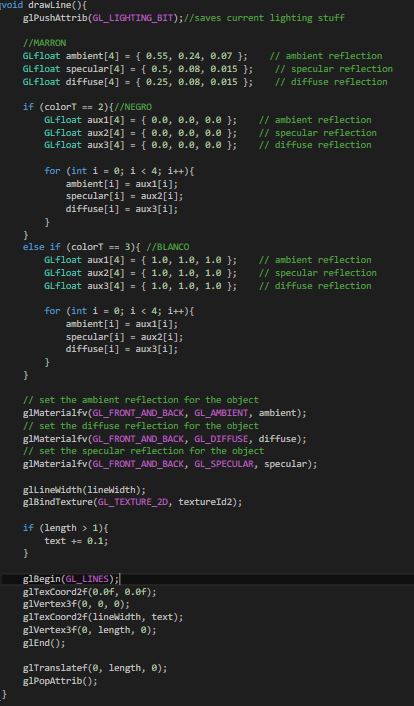 void drawLine(){
glPushAttrib(GL_LIGHTING_BIT);//saves current lighting stuff
//MARRON
GLfloat ambient[4] = { 0.55, 0.24, 0.07 };    // ambient reflection
GLfloat specular[4] = { 0.5, 0.08, 0.015 };    // specular reflection
GLfloat diffuse[4] = { 0.25, 0.08, 0.015 };    // diffuse reflection
if (colorT == 2){//NEGRO
GLfloat aux1[4] = { 0.0, 0.0, 0.0 };    // ambient reflection
GLfloat aux2[4] = { 0.0, 0.0, 0.0 };    // specular reflection
GLfloat aux3[4] = { 0.0, 0.0, 0.0 };    // diffuse reflection
for (int i = 0; i < 4; i++){
ambient[i] = aux1[i];
specular[i] = aux2[i];
diffuse[i] = aux3[i];
}
}
else if (colorT == 3){ //BLANCO
GLfloat aux1[4] = { 1.0, 1.0, 1.0 };    // ambient reflection
GLfloat aux2[4] = { 1.0, 1.0, 1.0 };    // specular reflection
GLfloat aux3[4] = { 1.0, 1.0, 1.0 };    // diffuse reflection
for (int i = 0; i < 4; i++){
ambient[i] = aux1[i];
specular[i] = aux2[i];
diffuse[i] = aux3[i];
}
}
// set the ambient reflection for the object
glMaterialfv(GL_FRONT_AND_BACK, GL_AMBIENT, ambient);
// set the diffuse reflection for the object
glMaterialfv(GL_FRONT_AND_BACK, GL_DIFFUSE, diffuse);
// set the specular reflection for the object
glMaterialfv(GL_FRONT_AND_BACK, GL_SPECULAR, specular);
glLineWidth(lineWidth);
glBindTexture(GL_TEXTURE_2D, textureId2);
if (length > 1){
text += 0.1;
}
glBegin(GL_LINES);
glTexCoord2f(0.0f, 0.0f);
glVertex3f(0, 0, 0);
glTexCoord2f(lineWidth, text);
glVertex3f(0, length, 0);
glEnd();
glTranslatef(0, length, 0);
glPopAttrib();
}